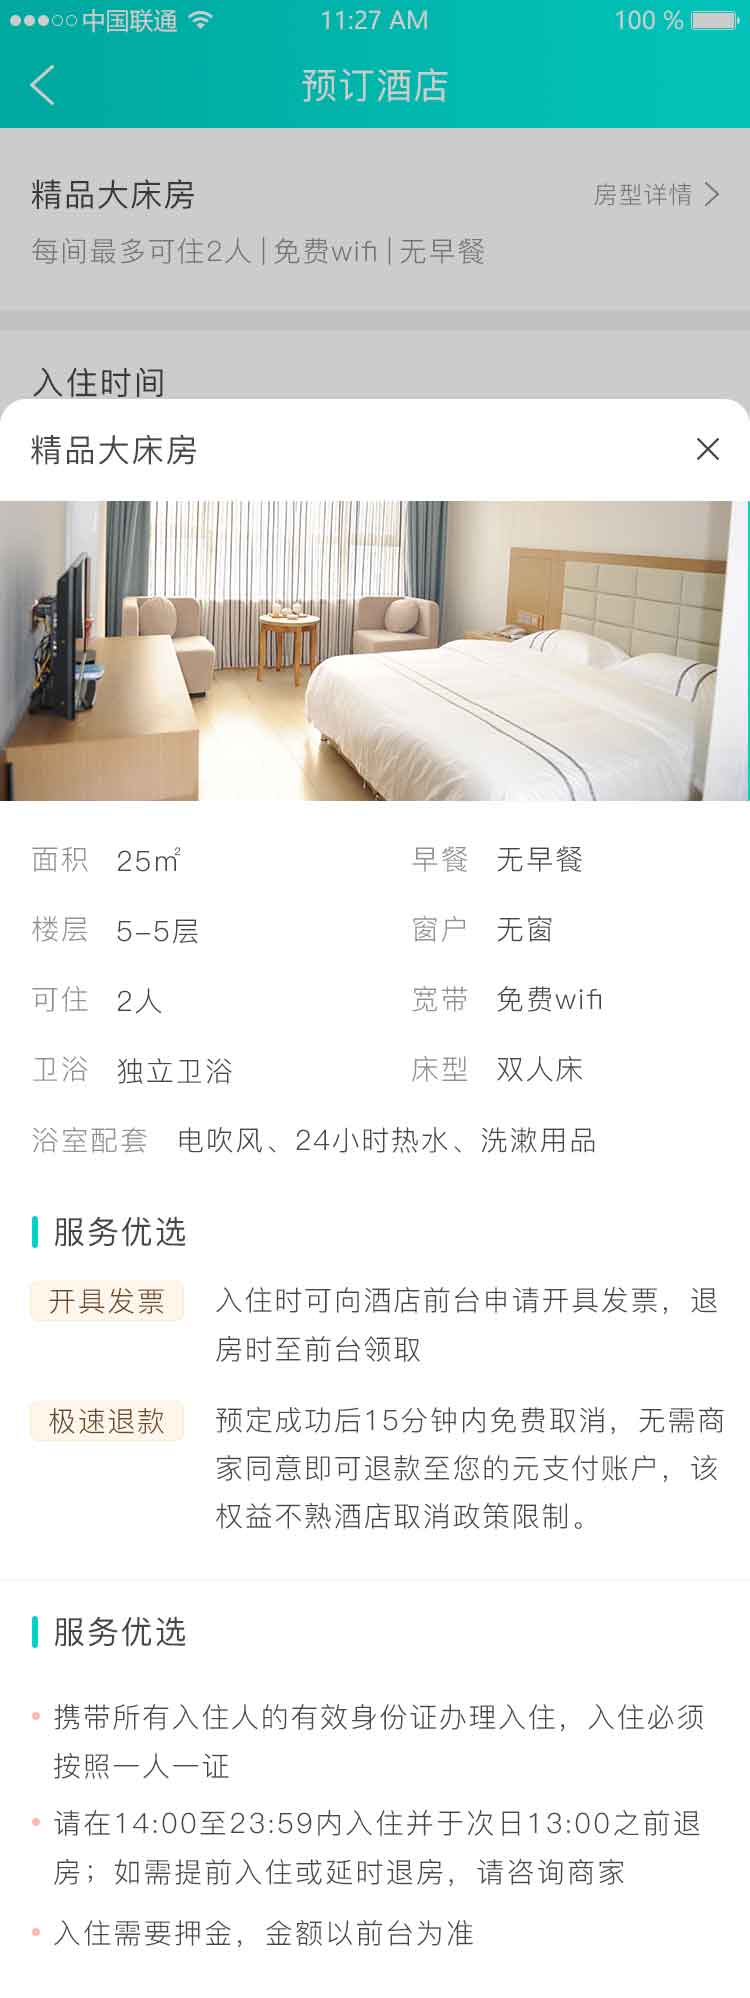 中国联通 11:27 AM 100 %
预订酒店
精品大床房 房型详情
每间最多可住2人|免费wifi|无早餐
入住时间
精品大床房
面积 25㎡ 早餐 无早餐
楼层 5-5层 窗户 无窗
可住 2人 宽带 免费wifi
卫浴 独立卫浴 床型 双人床
浴室配套 电吹风、24小时热水、洗漱用品
服务优选
开具发票 入住时可向酒店前台申请开具发票，退
房时至前台领取
极速退款 预定成功后15分钟内免费取消，无需商
家同意即可退款至您的元支付账户，该
权益不熟酒店取消政策限制。
服务优选
携带所有入住人的有效身份证办理入住，入住必须
按照一人一证
请在14:00至23:59内入住并于次日13:00之前退
房；如需提前入住或延时退房，请咨询商家
入住需要押金，金额以前台为准